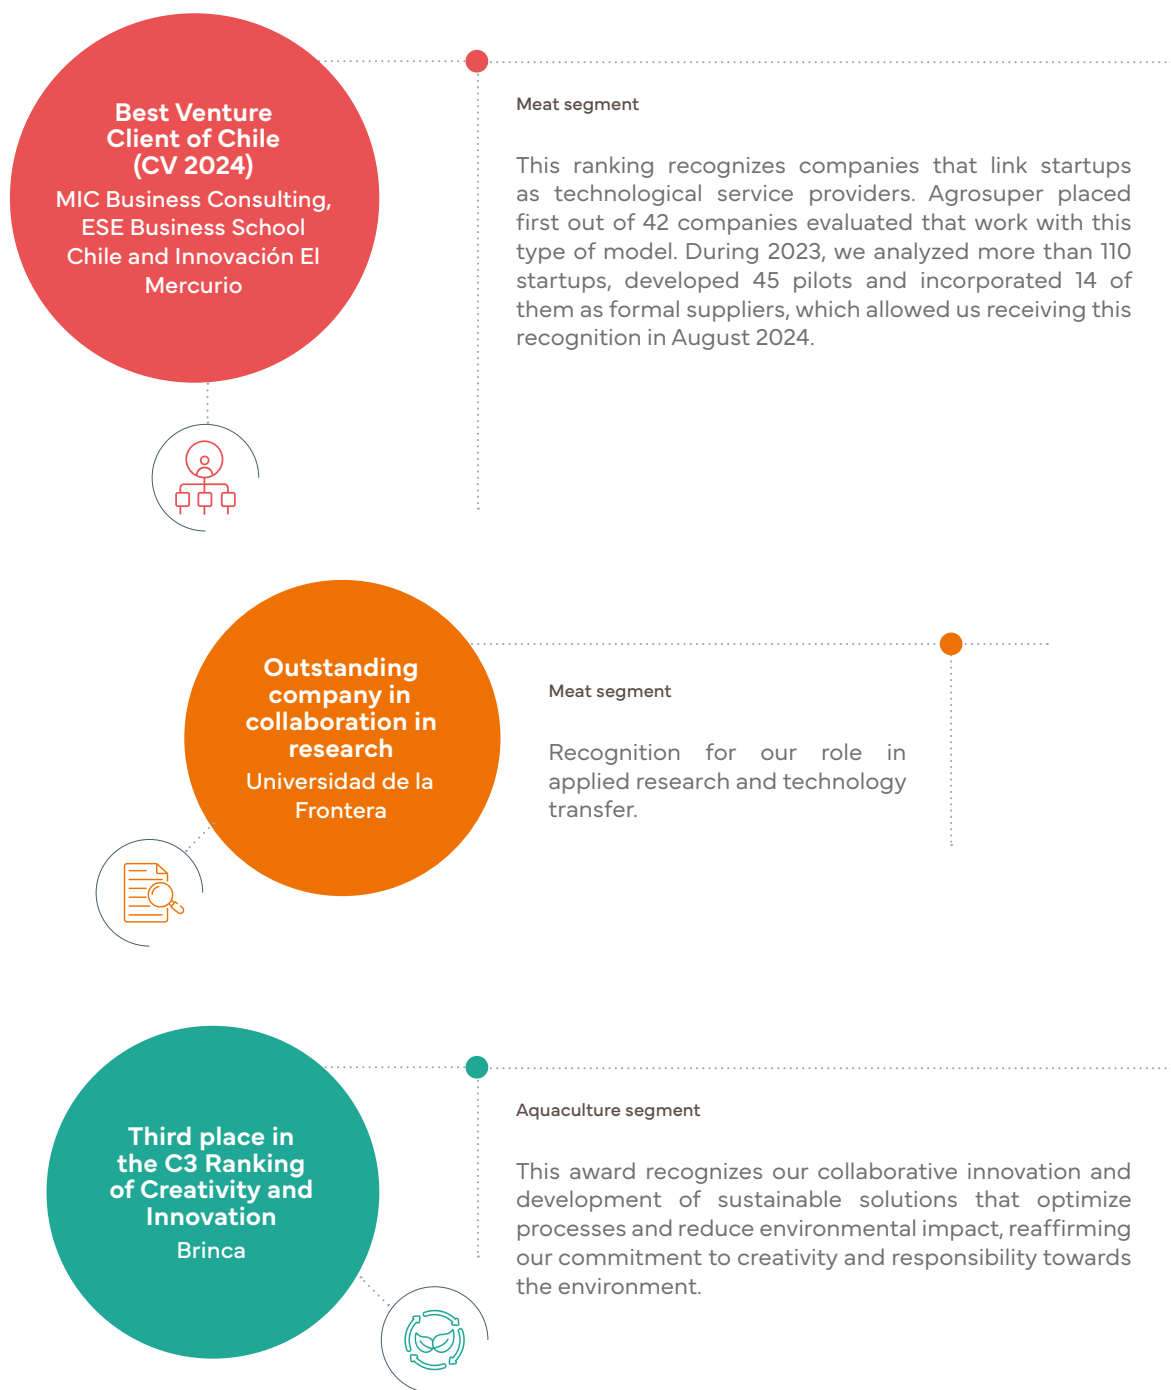 Best Venture
Client of Chile
(CV 2024)
MIC Business Consulting,
ESE Business School
Chile and Innovación El
Mercurio
Meat segment
This ranking recognizes companies that link startups
as technological service providers. Agrosuper placed
first out of 42 companies evaluated that work with this
type of model. During 2023, we analyzed more than 110
startups, developed 45 pilots and incorporated 14 of
them as formal suppliers, which allowed us receiving this
recognition in August 2024.
Outstanding
company in
collaboration in
research
Universidad de la
Frontera
Meat segment
Recognition for our role in
applied research and technology
transfer.
Third place in
the C3 Ranking
of Creativity and
Innovation
Brinca
Aquaculture segment
This award recognizes our collaborative innovation and
development of sustainable solutions that optimize
processes and reduce environmental impact, reaffirming
our commitment to creativity and responsibility towards
the environment.